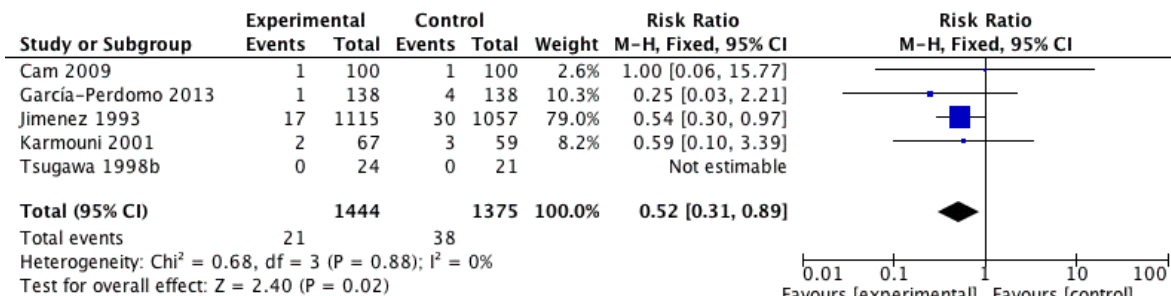 Experimental Control Risk Ratio Risk Ratio
Study or Subgroup Events Total Events Total Weight M-H, Fixed, 95% CI M-H, Fixed, 95% CI
Cam 2009 1 100 1 100 2.6% 1.00 [0.06, 15.77]
García-Perdomo 2013 1 138 4 138 10.3% 0.25 [0.03, 2.21]
Jimenez 1993 17 1115 30 1057 79.0% 0.54 [0.30, 0.97]
Karmouni 2001 2 67 3 59 8.2% 0.59 [0.10, 3.39]
Tsugawa 1998b 0 24 0 21 Not estimable
Total (95% CI) 1444 1375 100.0% 0.52 [0.31, 0.89]
Total events 21 38
Heterogeneity: Chi² = 0.68, df = 3 (P = 0.88); I² = 0%
Test for overall effect: Z = 2.40 (P = 0.02)
0.01 0.1 1 10 100
Favours [experimental] Favours [control]